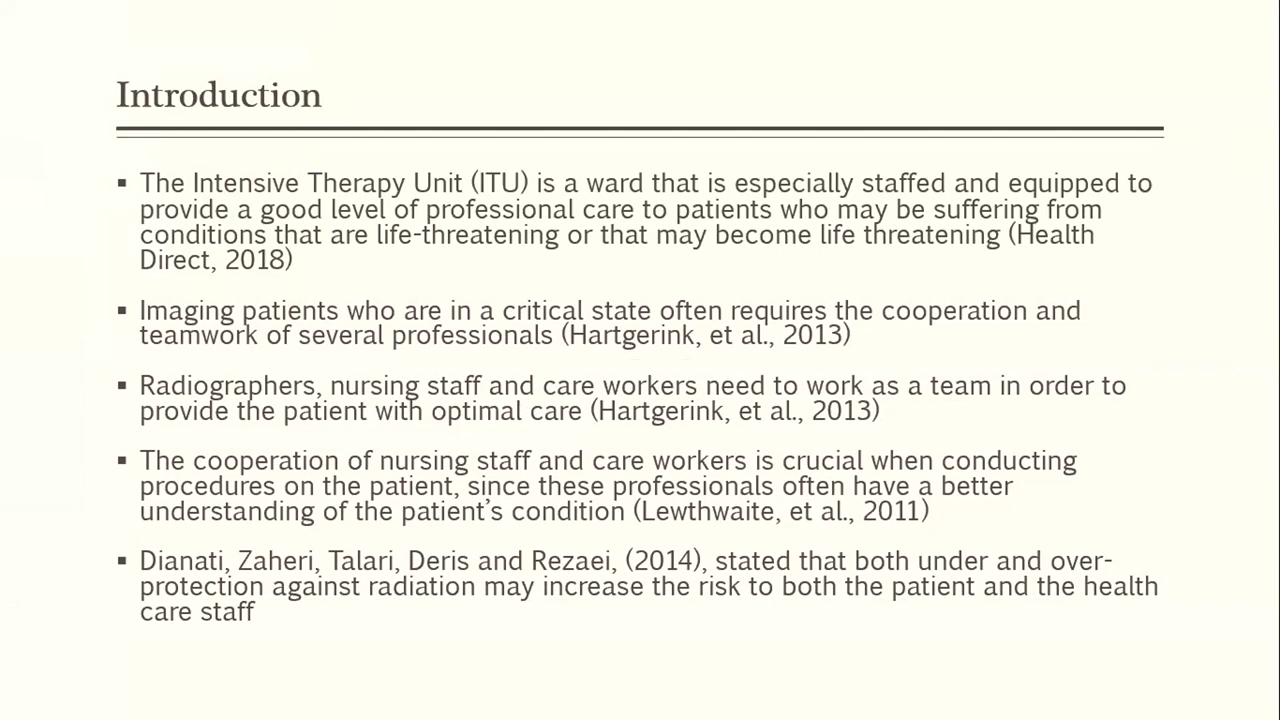 Introduction
▪ The Intensive Therapy Unit (ITU) is a ward that is especially staffed and equipped to
provide a good level of professional care to patients who may be suffering from
conditions that are life-threatening or that may become life threatening (Health
Direct, 2018)
▪ Imaging patients who are in a critical state often requires the cooperation and
teamwork of several professionals (Hartgerink, et al., 2013)
▪ Radiographers, nursing staff and care workers need to work as a team in order to
provide the patient with optimal care (Hartgerink, et al., 2013)
▪ The cooperation of nursing staff and care workers is crucial when conducting
procedures on the patient, since these professionals often have a better
understanding of the patient’s condition (Lewthwaite, et al., 2011)
▪ Dianati, Zaheri, Talari, Deris and Rezaei, (2014), stated that both under and over-
protection against radiation may increase the risk to both the patient and the health
care staff